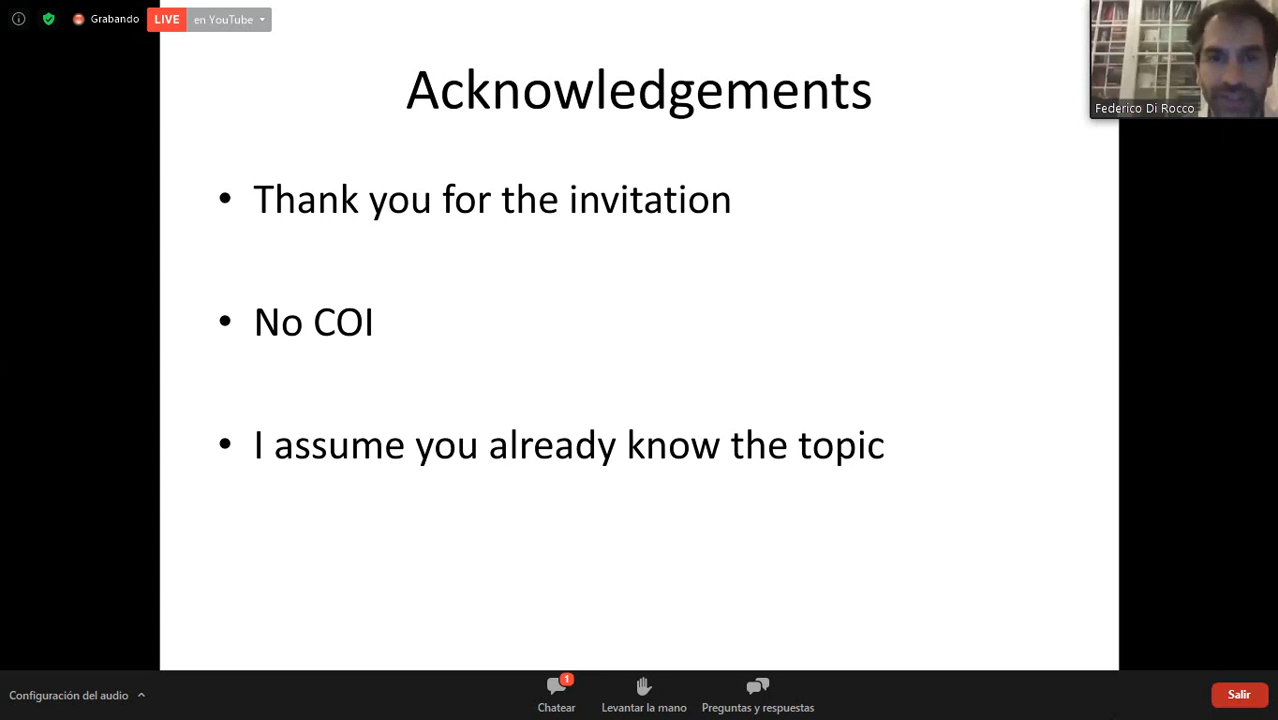 Grabando
LIVE en YouTube
Acknowledgements
Federico Di Rocco
• Thank you for the invitation
• No COI
• I assume you already know the topic
Configuración del audio
1
Chatear
Levantar la mano
Preguntas y respuestas
Salir